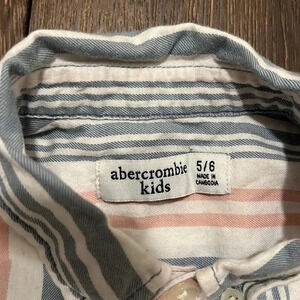 abercrombie
kids
5/6
MADE IN
CAMBODIA